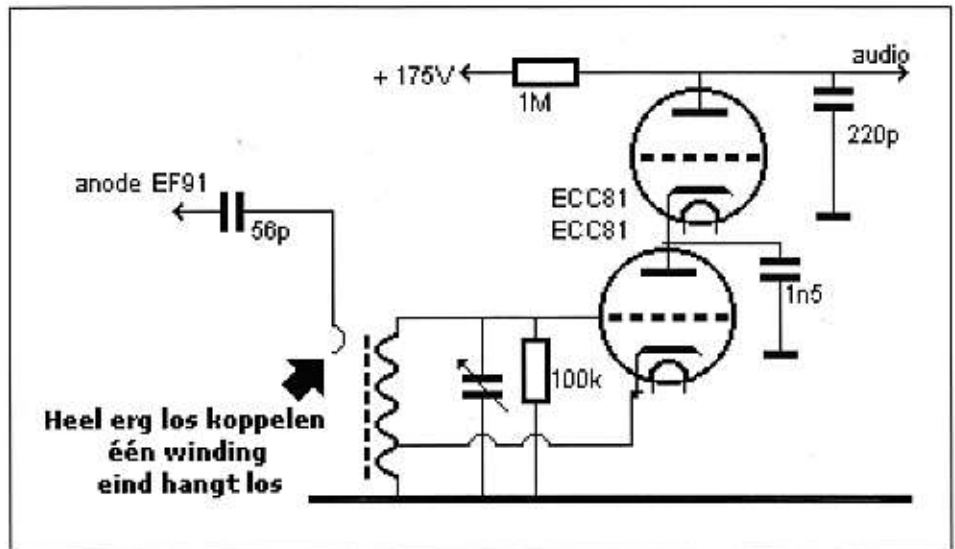 audio
+ 175V
1M
220p
anode EF91
56p
ECC81
ECC81
1n5
100k
Heel erg los koppelen
één winding
eind hangt los